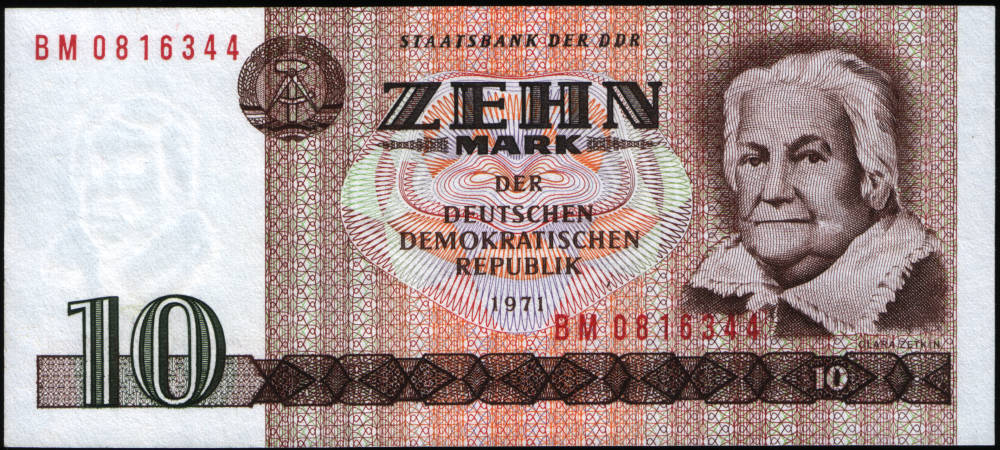 BM 0816344
STAATSBANK DER DDR
ZEHN
MARK
DER
DEUTSCHEN
DEMOKRATISCHEN
REPUBLIK
1971
BM 0816344
CLARA ZETKIN
10
10